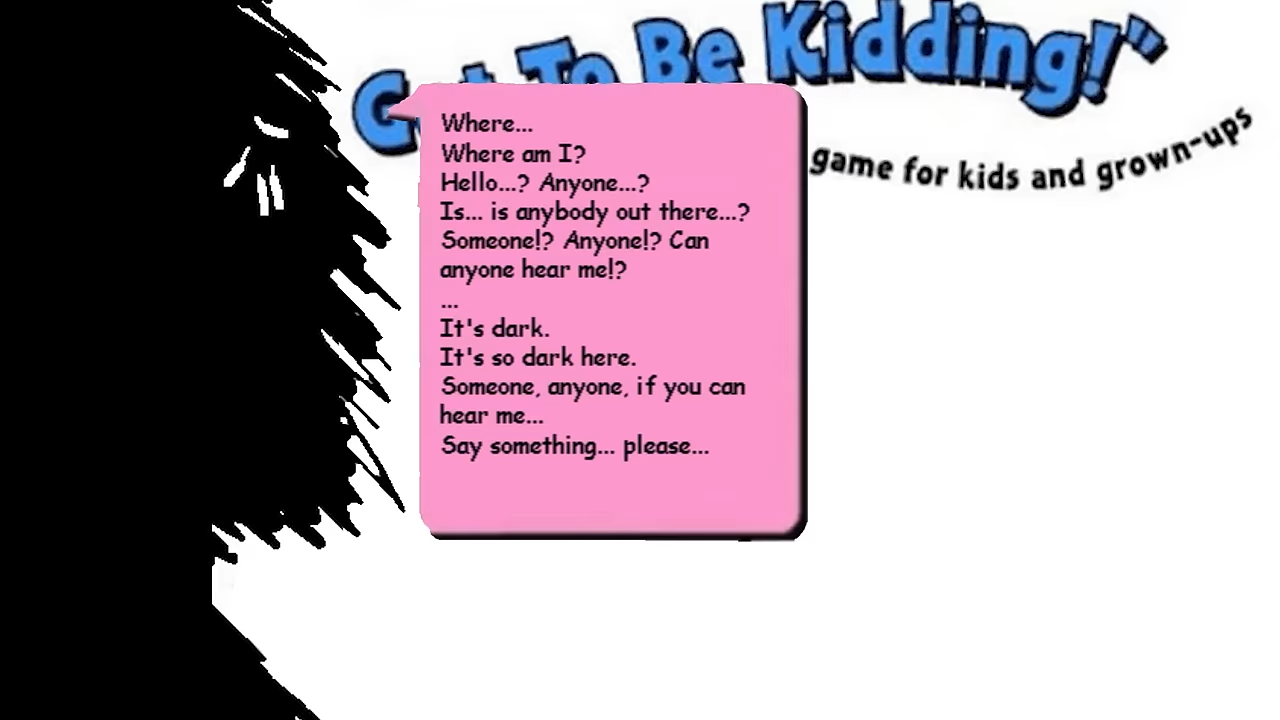 To Be Kidding!"
game for kids and grown-ups
Where...
Where am I?
Hello...? Anyone...?
Is... is anybody out there...?
Someone!? Anyone!? Can
anyone hear me!?
...
It's dark.
It's so dark here.
Someone, anyone, if you can
hear me...
Say something... please...